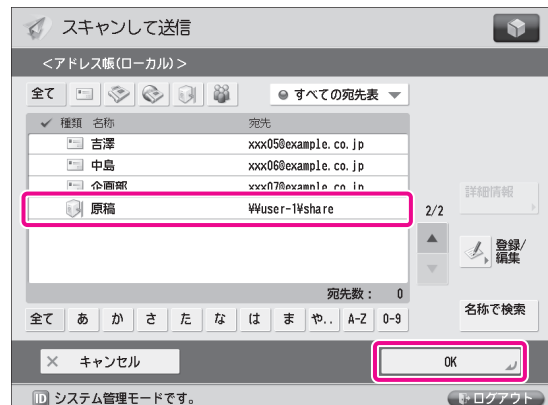 スキャンして送信
<アドレス帳(ローカル)>
全て すべての宛先表
種類 名称 宛先
吉澤 xxx05@example.co.jp
中島 xxx06@example.co.jp
企画部 xxx07@example.co.jp
原稿 ¥¥user-1¥share
詳細情報
2/2
登録/
編集
宛先数: 0
全て あ か さ た な は ま や.. A-Z 0-9
名称で検索
キャンセル OK
ID システム管理モードです。 ログアウト